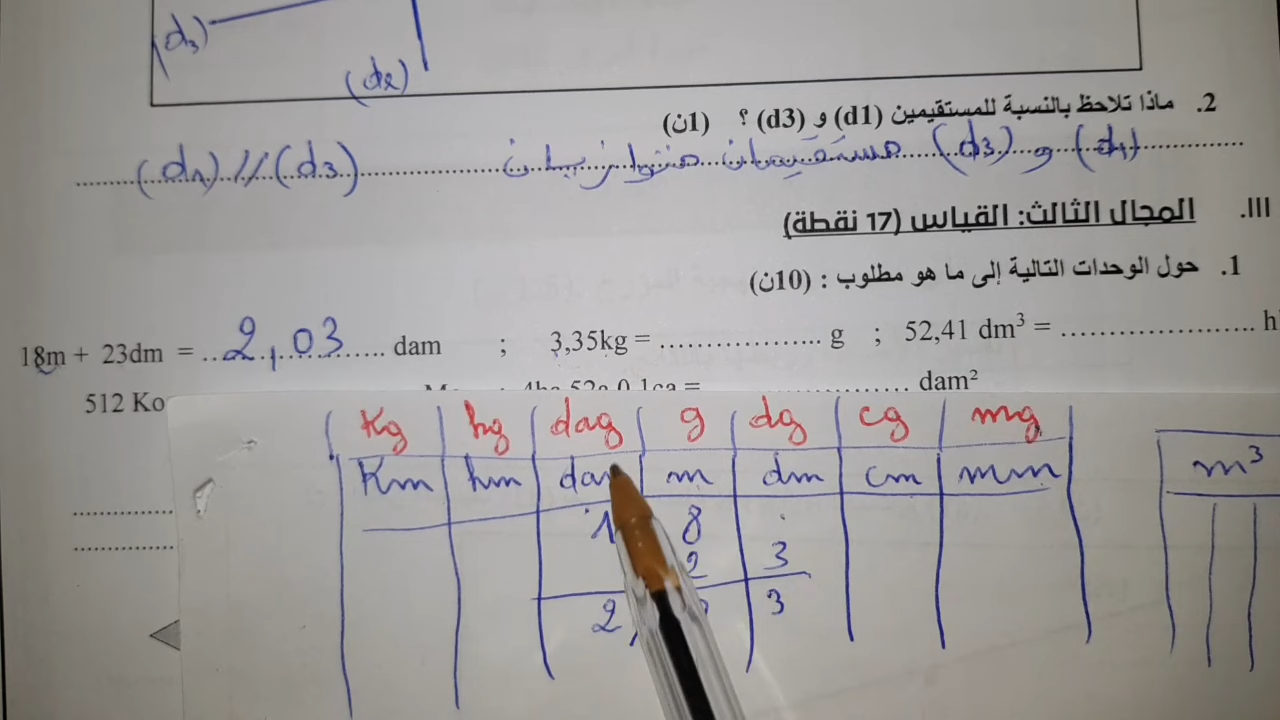 (d3)
(d2)
2. ماذا تلاحظ بالنسبة للمستقيمين (d1) و (d3) ؟ (1ن)
(d1) و (d3) مستقيمان متوازيان (d1) // (d3)
III. المجال الثالث: القياس (17 نقطة)
1. حول الوحدات التالية إلى ما هو مطلوب : (10ن)
18m + 23dm = 2,03 dam ; 3,35kg = .................. g ; 52,41 dm³ = .................... h
512 Ko = .................... dam²
Kg hg dag g dg cg mg
Km hm dam m dm cm mm m³
1 8
2 3
2, 3